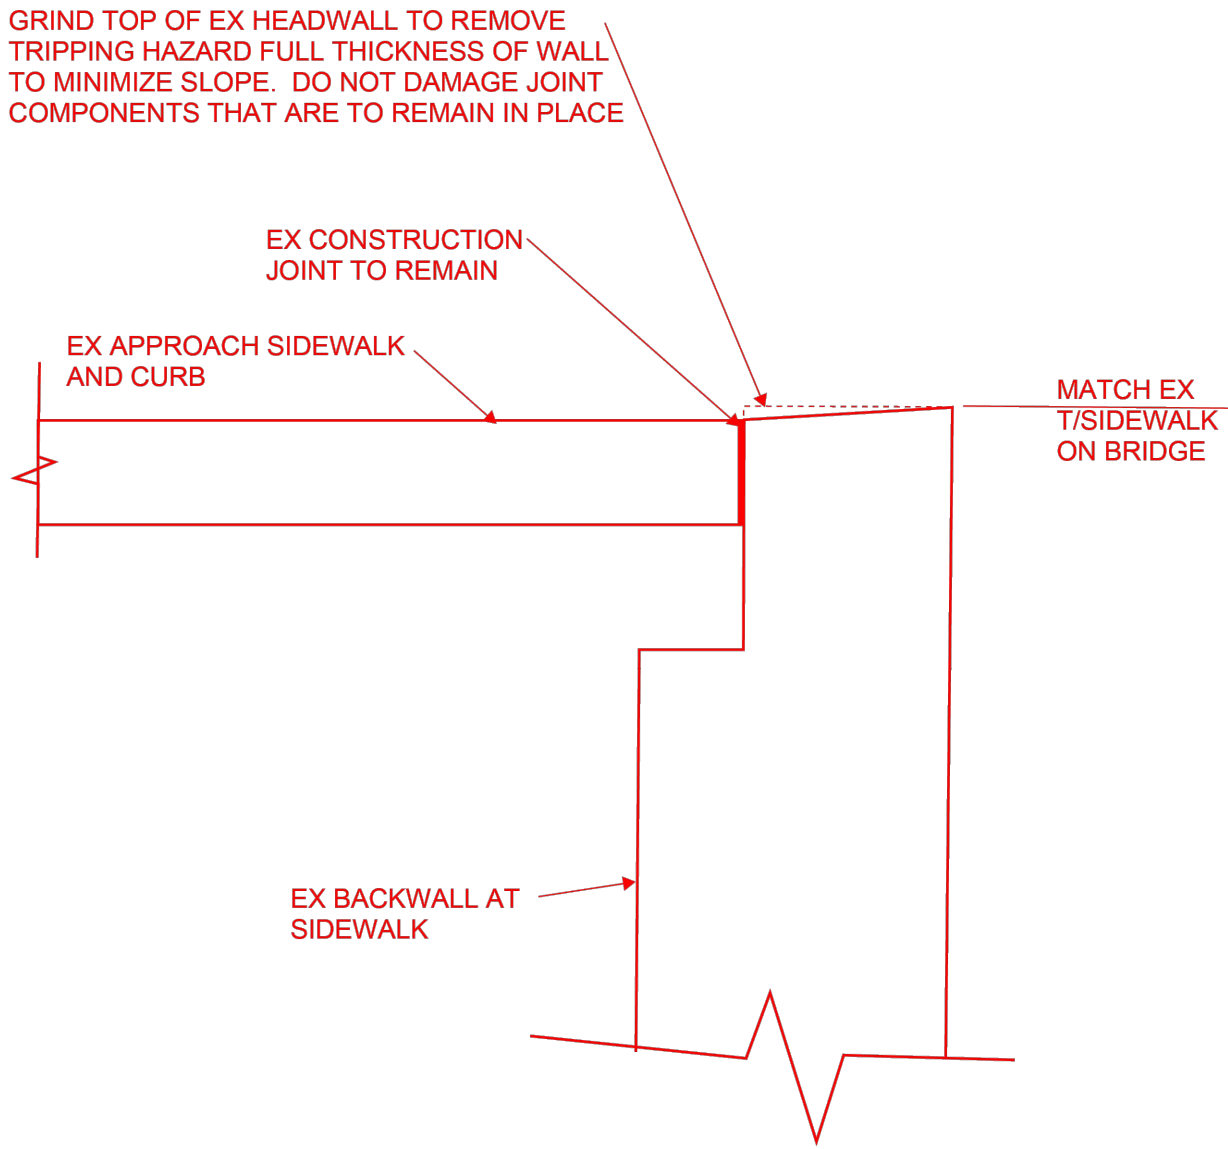 GRIND TOP OF EX HEADWALL TO REMOVE
TRIPPING HAZARD FULL THICKNESS OF WALL
TO MINIMIZE SLOPE. DO NOT DAMAGE JOINT
COMPONENTS THAT ARE TO REMAIN IN PLACE
EX CONSTRUCTION
JOINT TO REMAIN
EX APPROACH SIDEWALK
AND CURB
MATCH EX
T/SIDEWALK
ON BRIDGE
EX BACKWALL AT
SIDEWALK